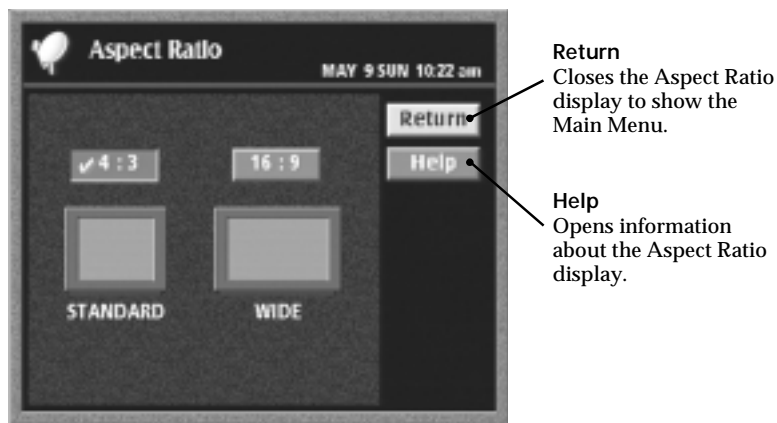 Aspect Ratio
MAY 9 SUN 10:22 am
Return
Help
✓4 : 3
16 : 9
STANDARD
WIDE
Return
Closes the Aspect Ratio
display to show the
Main Menu.
Help
Opens information
about the Aspect Ratio
display.